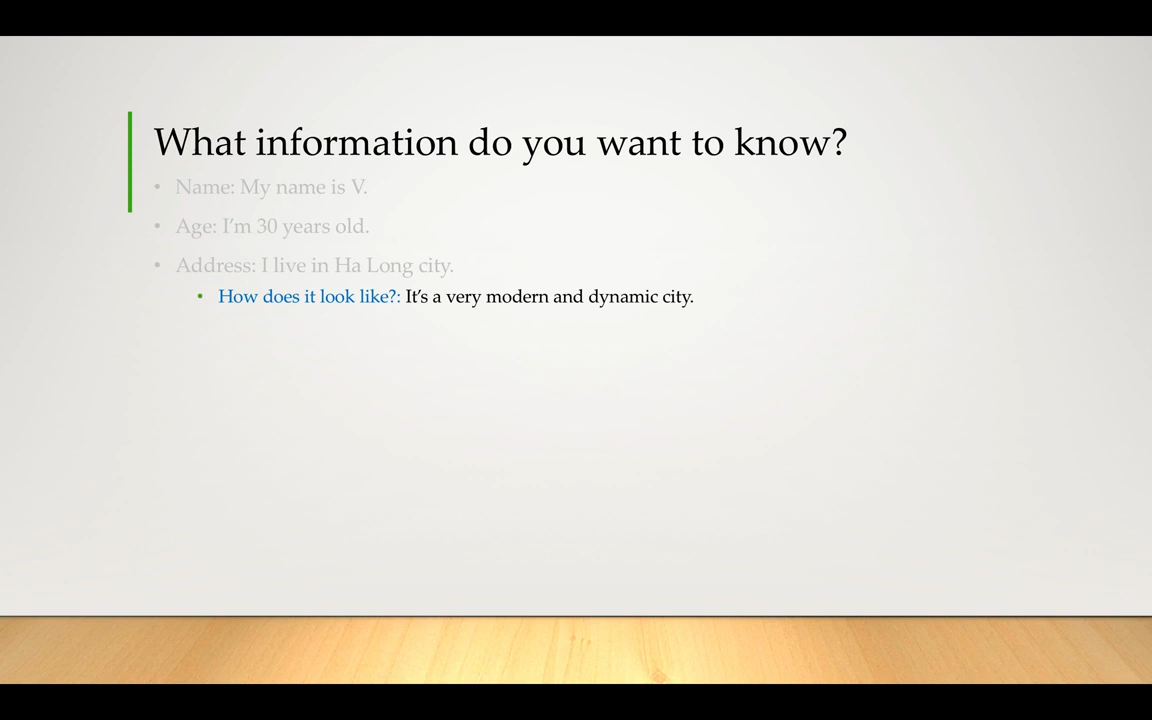 What information do you want to know?
• Name: My name is V.
• Age: I’m 30 years old.
• Address: I live in Ha Long city.
• How does it look like?: It’s a very modern and dynamic city.